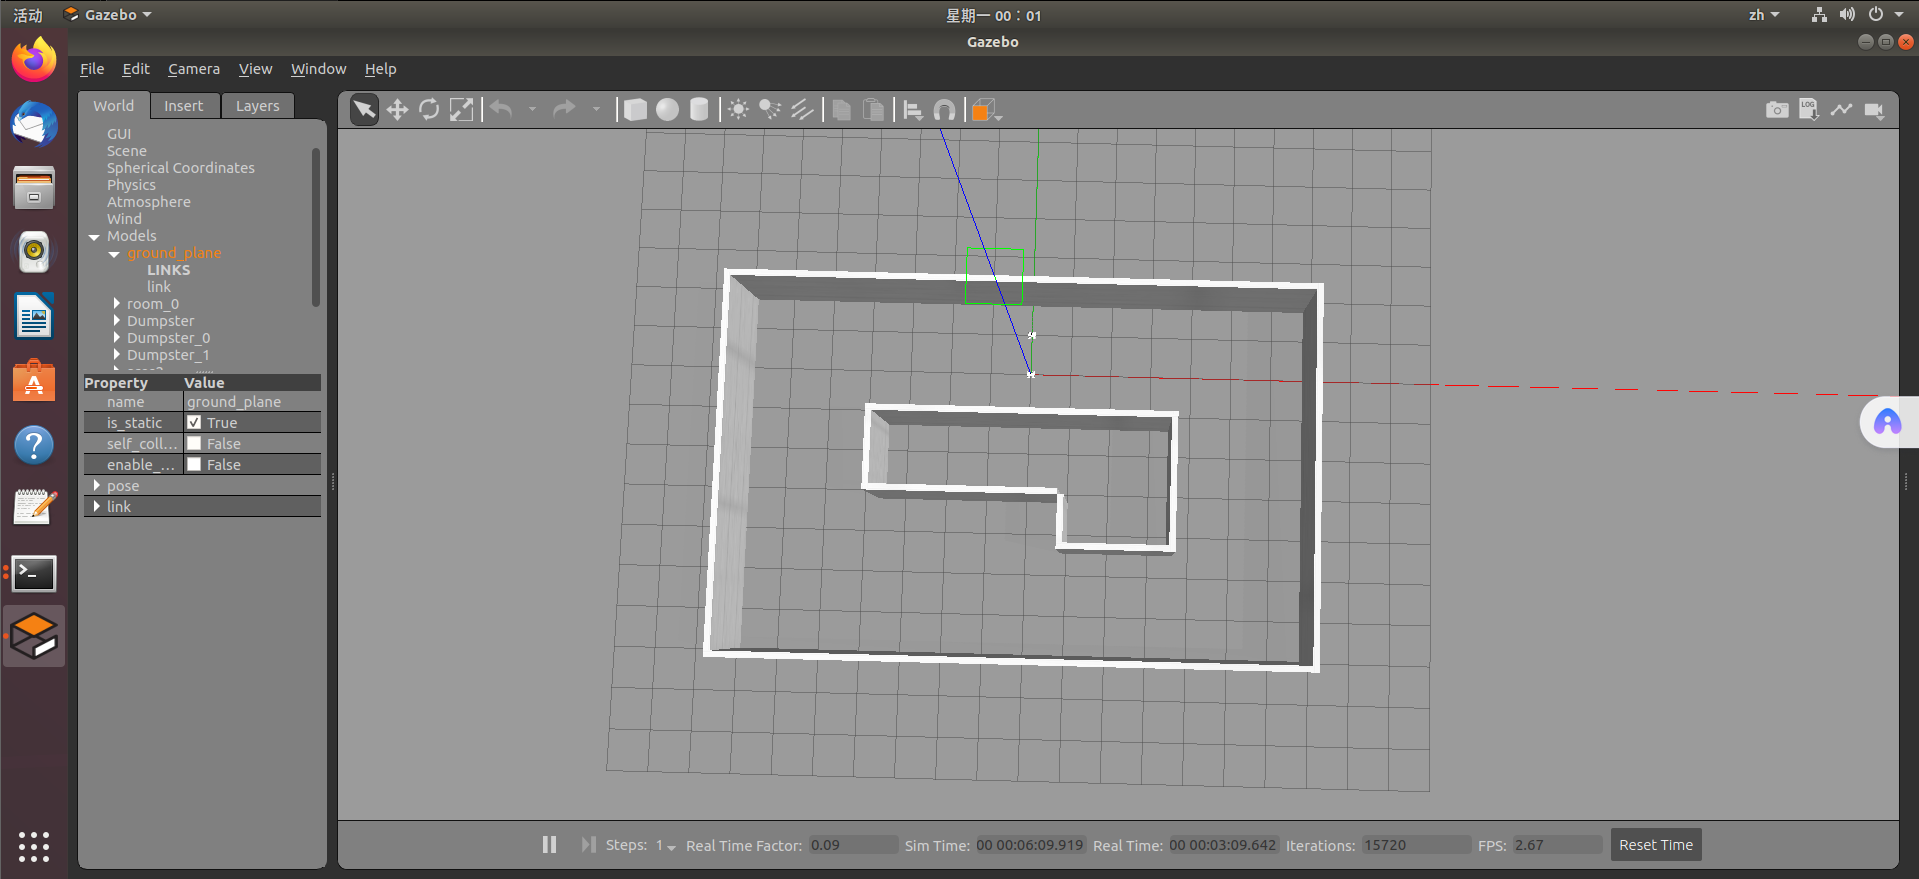 活动 Gazebo 星期一 00：01 zh
Gazebo
File Edit Camera View Window Help
World Insert Layers
LOG
GUI
Scene
Spherical Coordinates
Physics
Atmosphere
Wind
Models
ground_plane
LINKS
link
room_0
Dumpster
Dumpster_0
Dumpster_1
Property Value
name ground_plane
is_static True
self_coll... False
enable_... False
pose
link
Steps: 1 Real Time Factor: 0.09 Sim Time: 00 00:06:09.919 Real Time: 00 00:03:09.642 Iterations: 15720 FPS: 2.67 Reset Time